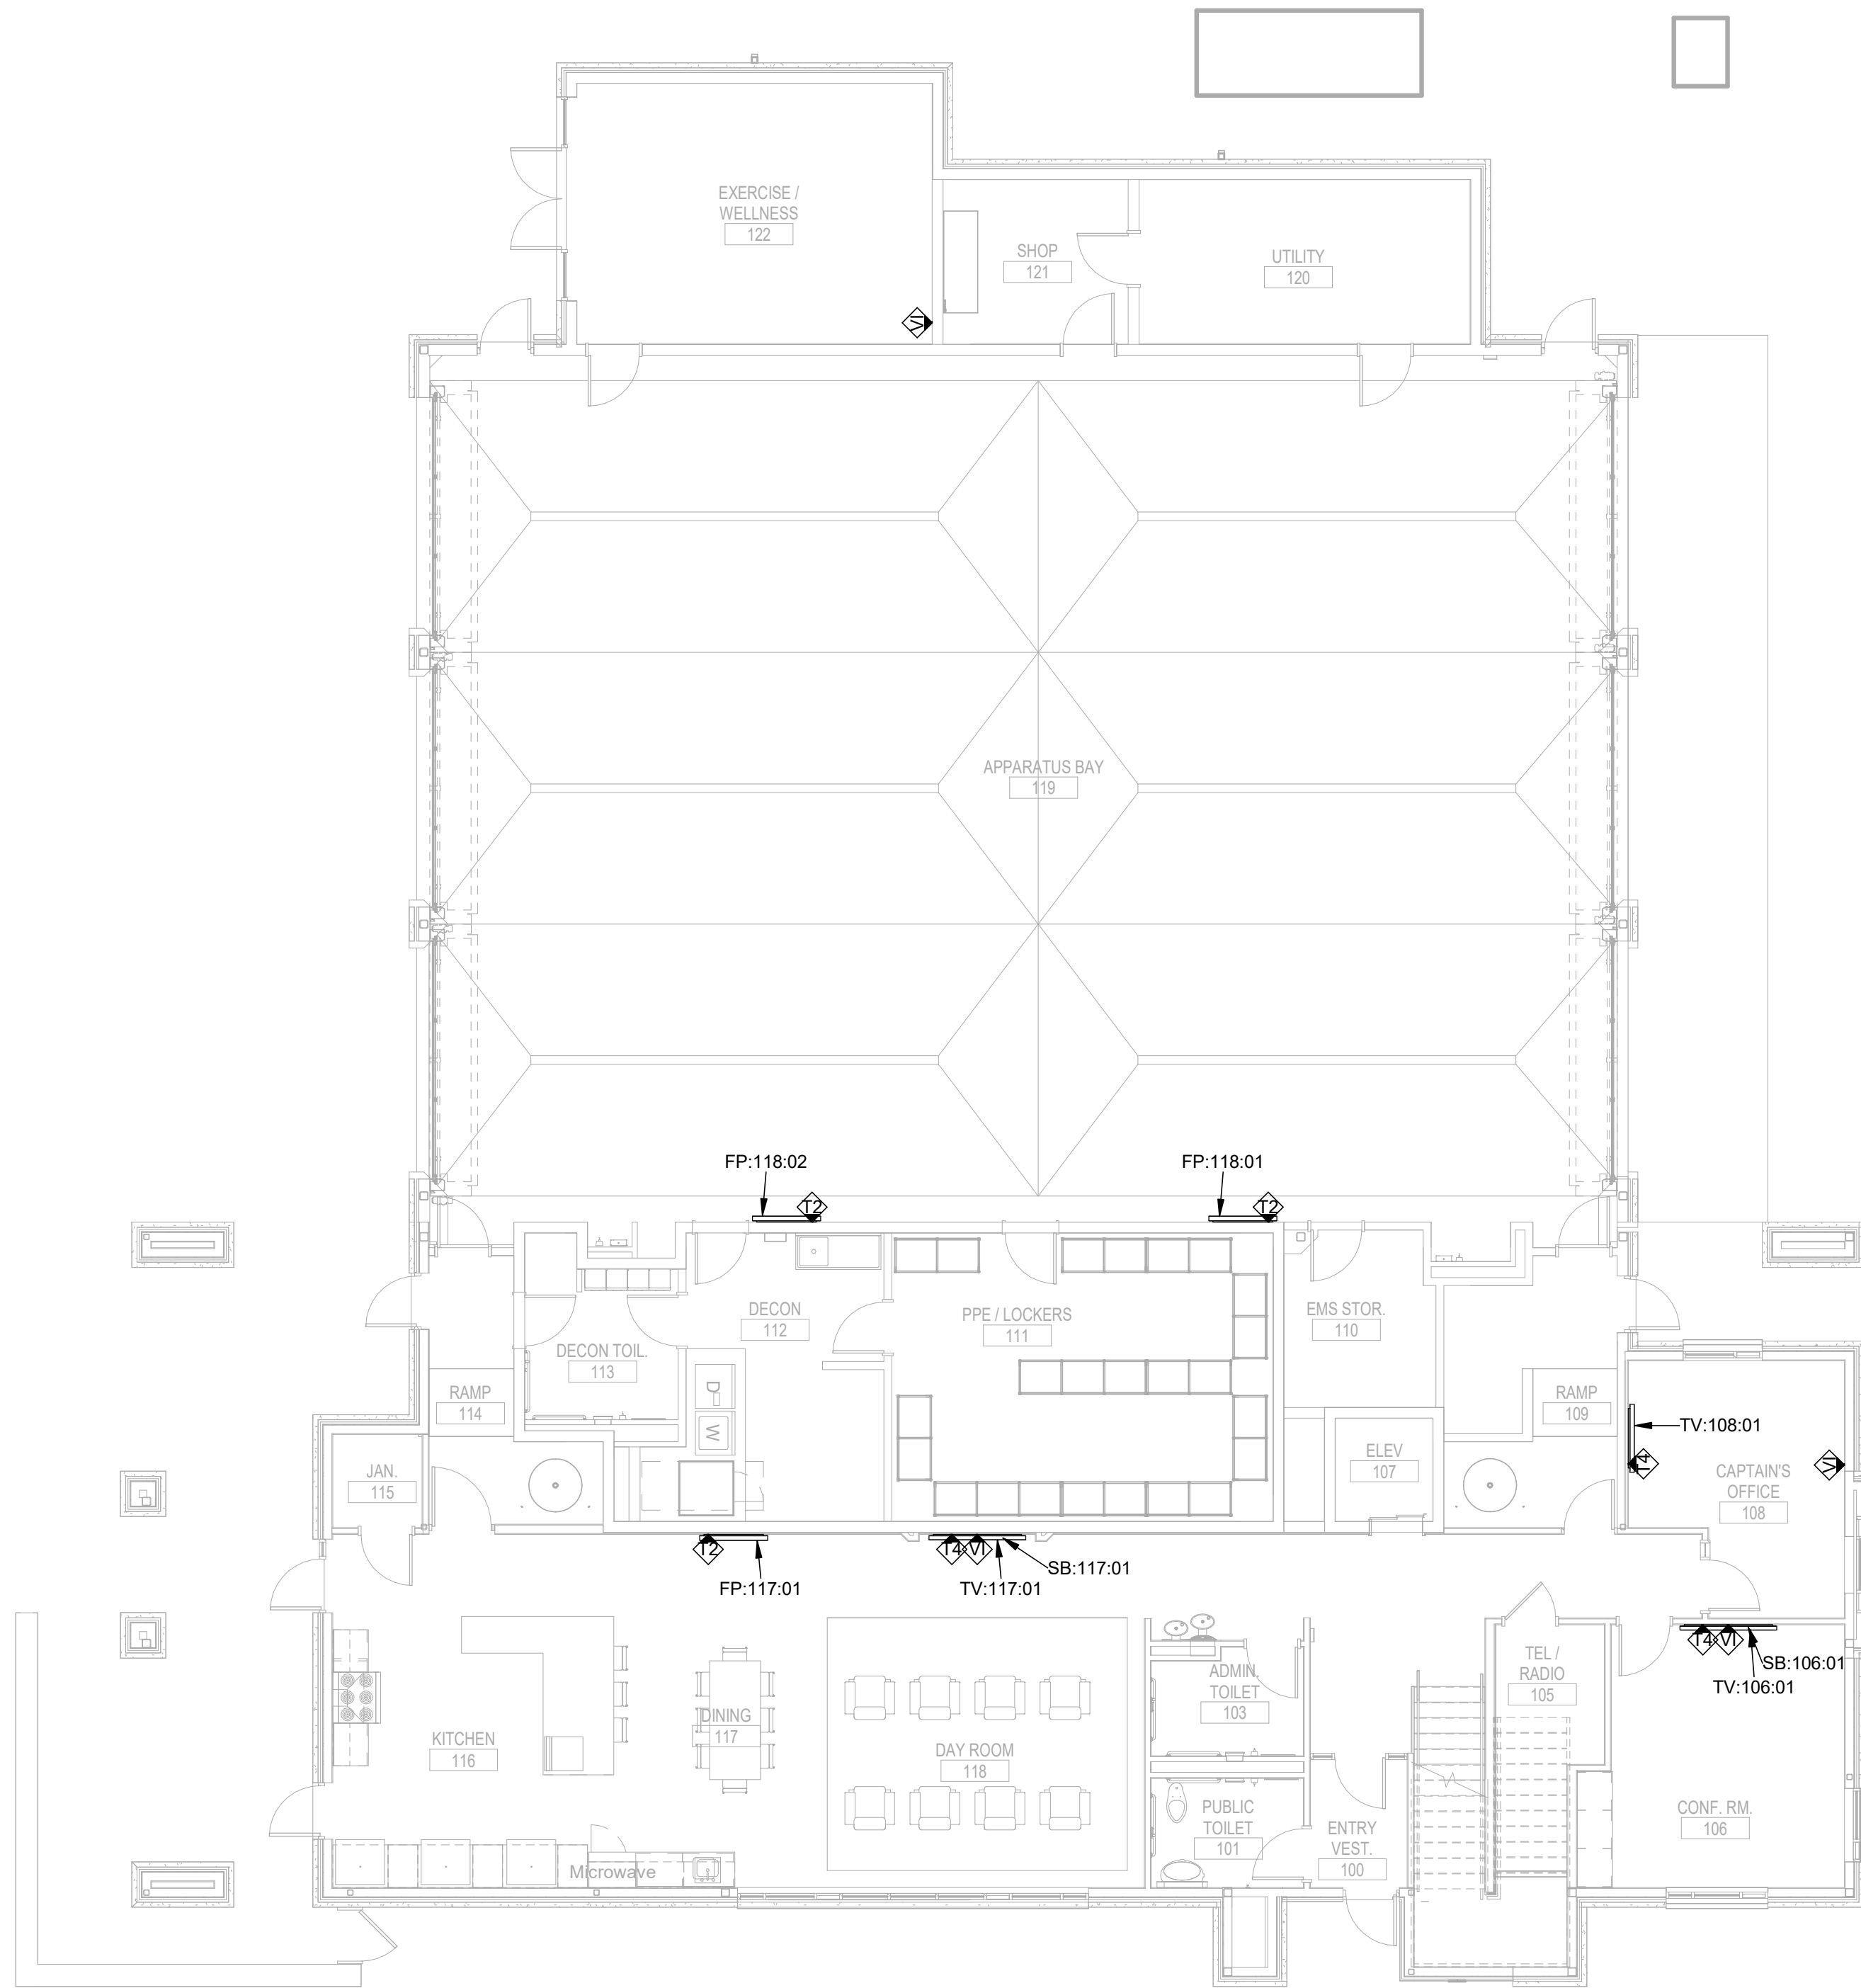 EXERCISE /
WELLNESS
122
SHOP
121
UTILITY
120
VI
APPARATUS BAY
119
FP:118:02
FP:118:01
T2
T2
DECON
112
PPE / LOCKERS
111
EMS STOR.
110
DECON TOIL.
113
D
W
RAMP
114
RAMP
109
TV:108:01
T4
VI
JAN.
115
ELEV
107
CAPTAIN'S
OFFICE
108
T2
T4
VI
FP:117:01
TV:117:01
SB:117:01
T4
VI
SB:106:01
TV:106:01
TEL /
RADIO
105
ADMIN.
TOILET
103
DINING
117
KITCHEN
116
DAY ROOM
118
PUBLIC
TOILET
101
ENTRY
VEST.
100
CONF. RM.
106
Microwave